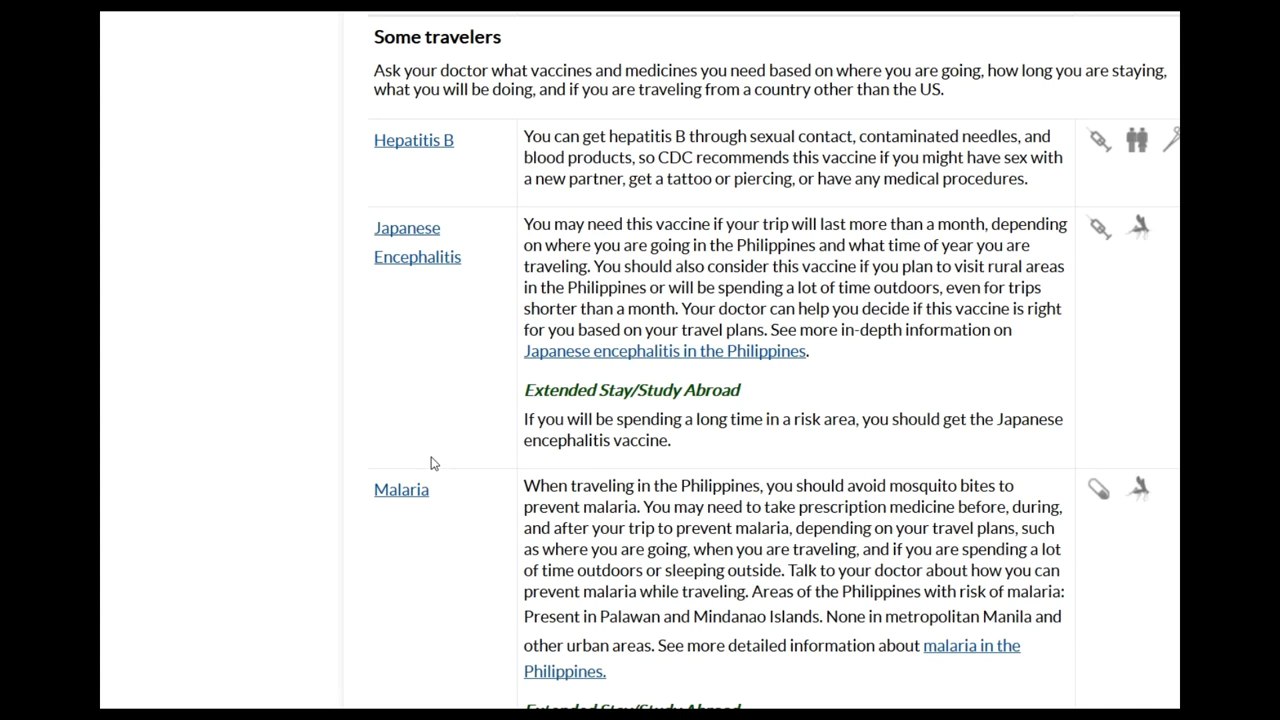 Some travelers
Ask your doctor what vaccines and medicines you need based on where you are going, how long you are staying,
what you will be doing, and if you are traveling from a country other than the US.
Hepatitis B
You can get hepatitis B through sexual contact, contaminated needles, and
blood products, so CDC recommends this vaccine if you might have sex with
a new partner, get a tattoo or piercing, or have any medical procedures.
Japanese
Encephalitis
You may need this vaccine if your trip will last more than a month, depending
on where you are going in the Philippines and what time of year you are
traveling. You should also consider this vaccine if you plan to visit rural areas
in the Philippines or will be spending a lot of time outdoors, even for trips
shorter than a month. Your doctor can help you decide if this vaccine is right
for you based on your travel plans. See more in-depth information on
Japanese encephalitis in the Philippines.
Extended Stay/Study Abroad
If you will be spending a long time in a risk area, you should get the Japanese
encephalitis vaccine.
Malaria
When traveling in the Philippines, you should avoid mosquito bites to
prevent malaria. You may need to take prescription medicine before, during,
and after your trip to prevent malaria, depending on your travel plans, such
as where you are going, when you are traveling, and if you are spending a lot
of time outdoors or sleeping outside. Talk to your doctor about how you can
prevent malaria while traveling. Areas of the Philippines with risk of malaria:
Present in Palawan and Mindanao Islands. None in metropolitan Manila and
other urban areas. See more detailed information about malaria in the
Philippines.
Extended Stay/Study Abroad